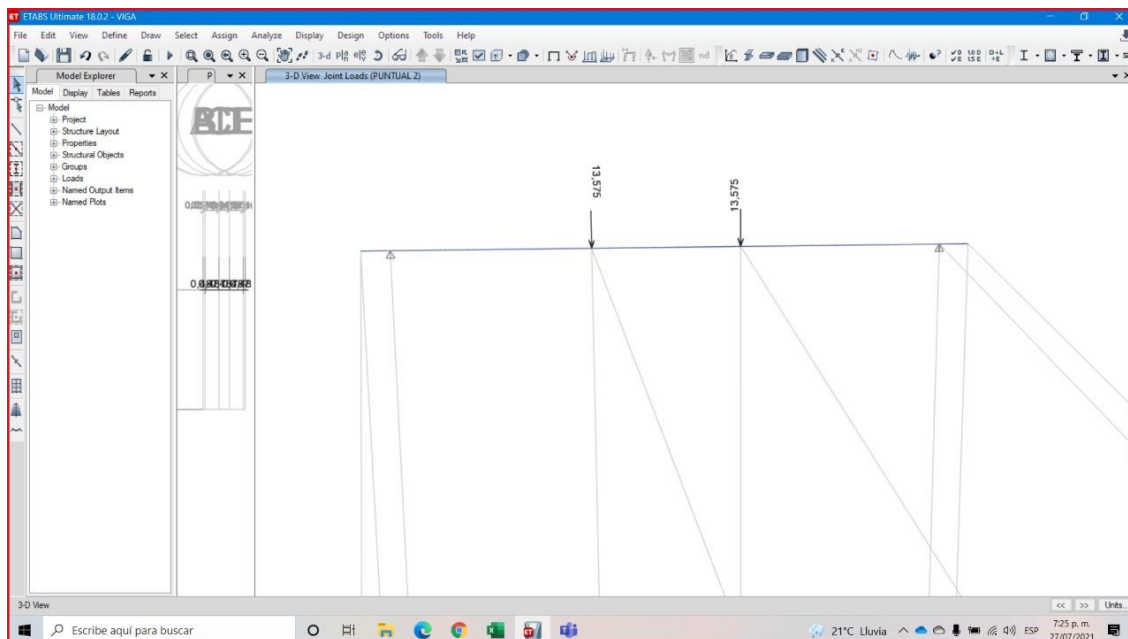 ETABS Ultimate 18.0.2 - VIGA
File Edit View Define Draw Select Assign Analyze Display Design Options Tools Help
3-d
nd
Model Explorer
P
3-D View Joint Loads (PUNTUAL 2)
Model Display Tables Reports
Model
Project
Structure Layout
Properties
Structural Objects
Groups
Loads
Named Output Items
Named Plots
13,575
13,575
3-D View
Units...
Escribe aquí para buscar
21°C Lluvia
ESP
7:25 p. m.
27/07/2021